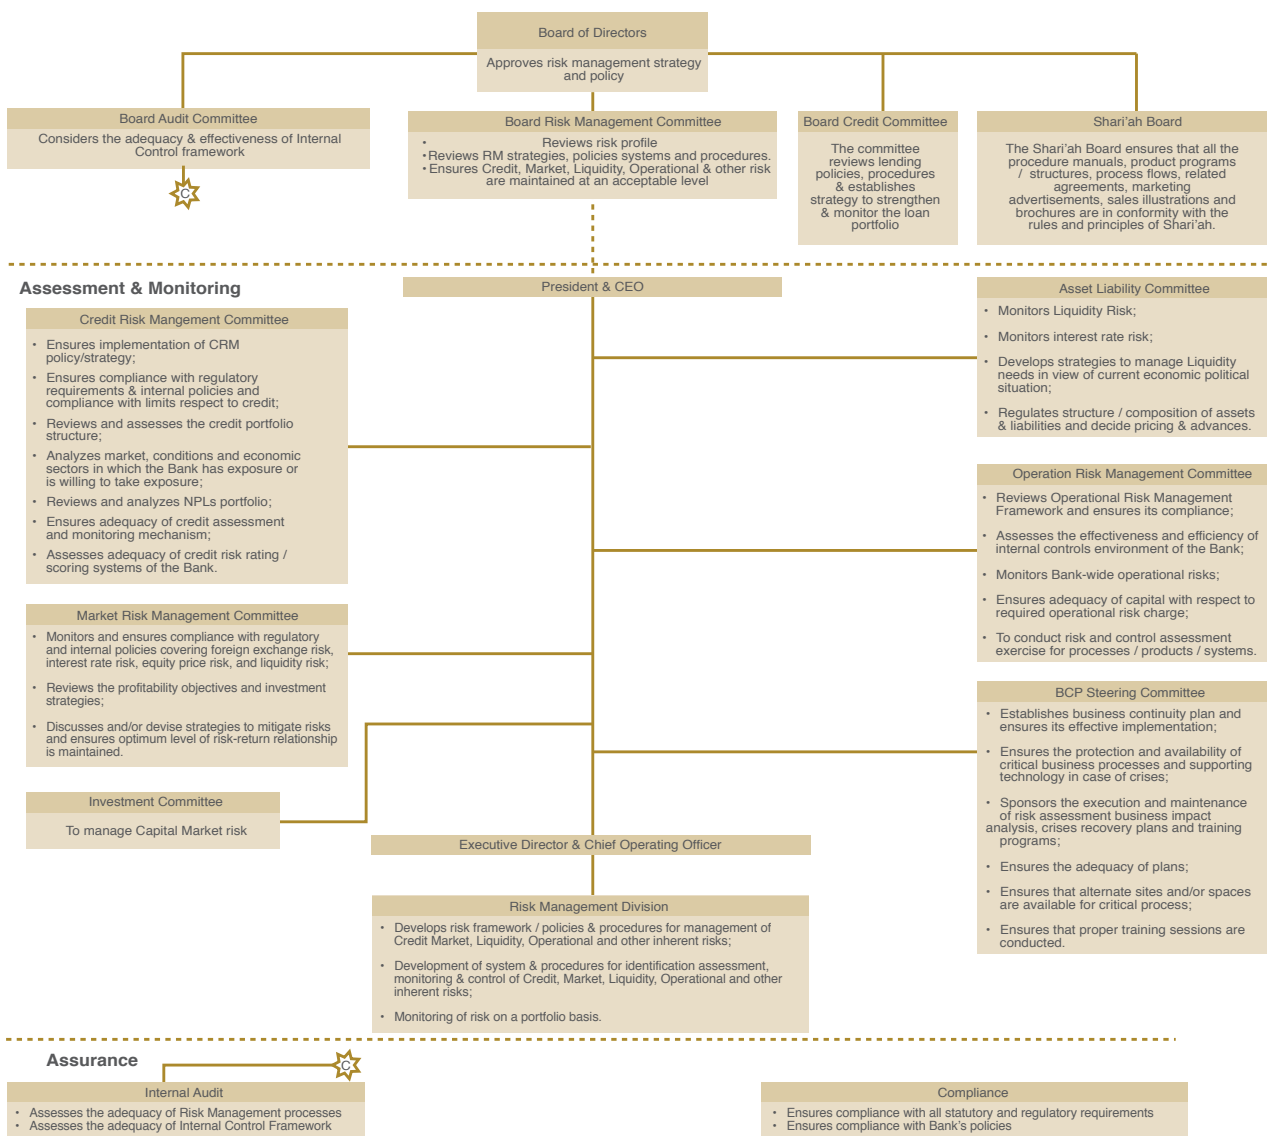 Board of Directors
Approves risk management strategy
and policy
Board Audit Committee
Considers the adequacy & effectiveness of Internal
Control framework
C
Board Risk Management Committee
• Reviews risk profile
• Reviews RM strategies, policies systems and procedures.
• Ensures Credit, Market, Liquidity, Operational & other risk
are maintained at an acceptable level
Board Credit Committee
The committee
reviews lending
policies, procedures
& establishes
strategy to strengthen
& monitor the loan
portfolio
Shari'ah Board
The Shari'ah Board ensures that all the
procedure manuals, product programs
/ structures, process flows, related
agreements, marketing
advertisements, sales illustrations and
brochures are in conformity with the
rules and principles of Shari'ah.
Assessment & Monitoring
President & CEO
Credit Risk Mangement Committee
• Ensures implementation of CRM
policy/strategy;
• Ensures compliance with regulatory
requirements & internal policies and
compliance with limits respect to credit;
• Reviews and assesses the credit portfolio
structure;
• Analyzes market, conditions and economic
sectors in which the Bank has exposure or
is willing to take exposure;
• Reviews and analyzes NPLs portfolio;
• Ensures adequacy of credit assessment
and monitoring mechanism;
• Assesses adequacy of credit risk rating /
scoring systems of the Bank.
Market Risk Management Committee
• Monitors and ensures compliance with regulatory
and internal policies covering foreign exchange risk,
interest rate risk, equity price risk, and liquidity risk;
• Reviews the profitability objectives and investment
strategies;
• Discusses and/or devise strategies to mitigate risks
and ensures optimum level of risk-return relationship
is maintained.
Investment Committee
To manage Capital Market risk
Asset Liability Committee
• Monitors Liquidity Risk;
• Monitors interest rate risk;
• Develops strategies to manage Liquidity
needs in view of current economic political
situation;
• Regulates structure / composition of assets
& liabilities and decide pricing & advances.
Operation Risk Management Committee
• Reviews Operational Risk Management
Framework and ensures its compliance;
• Assesses the effectiveness and efficiency of
internal controls environment of the Bank;
• Monitors Bank-wide operational risks;
• Ensures adequacy of capital with respect to
required operational risk charge;
• To conduct risk and control assessment
exercise for processes / products / systems.
BCP Steering Committee
• Establishes business continuity plan and
ensures its effective implementation;
• Ensures the protection and availability of
critical business processes and supporting
technology in case of crises;
• Sponsors the execution and maintenance
of risk assessment business impact
analysis, crises recovery plans and training
programs;
• Ensures the adequacy of plans;
• Ensures that alternate sites and/or spaces
are available for critical process;
• Ensures that proper training sessions are
conducted.
Executive Director & Chief Operating Officer
Risk Management Division
• Develops risk framework / policies & procedures for management of
Credit Market, Liquidity, Operational and other inherent risks;
• Development of system & procedures for identification assessment,
monitoring & control of Credit, Market, Liquidity, Operational and other
inherent risks;
• Monitoring of risk on a portfolio basis.
Assurance
C
Internal Audit
• Assesses the adequacy of Risk Management processes
• Assesses the adequacy of Internal Control Framework
Compliance
• Ensures compliance with all statutory and regulatory requirements
• Ensures compliance with Bank's policies